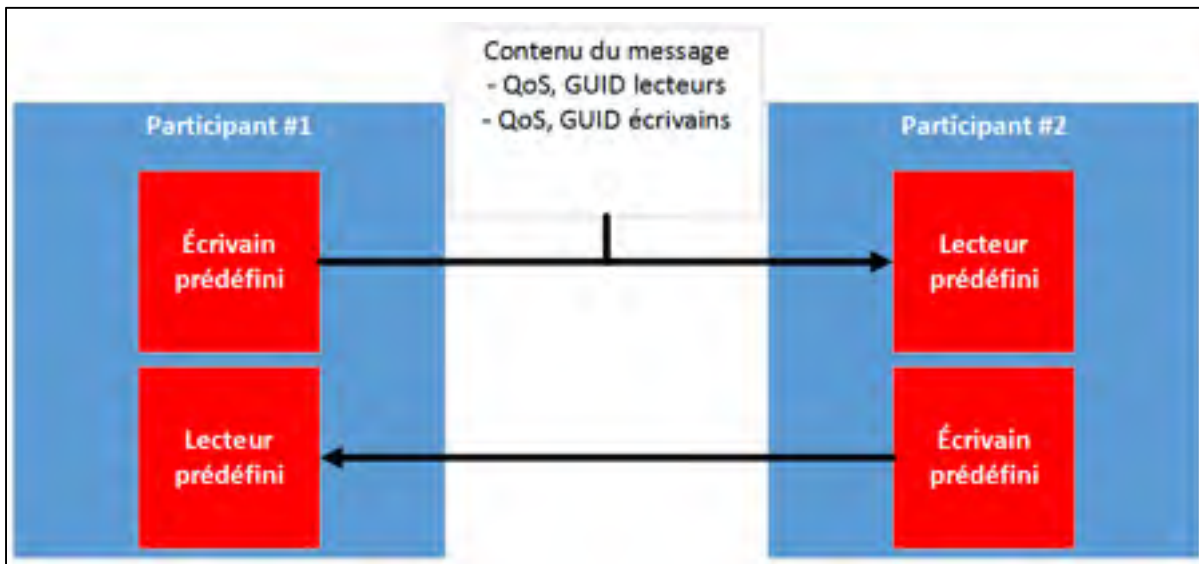 Contenu du message
- QoS, GUID lecteurs
- QoS, GUID écrivains
Participant #1
Participant #2
Écrivain
prédéfini
Lecteur
prédéfini
Lecteur
prédéfini
Écrivain
prédéfini